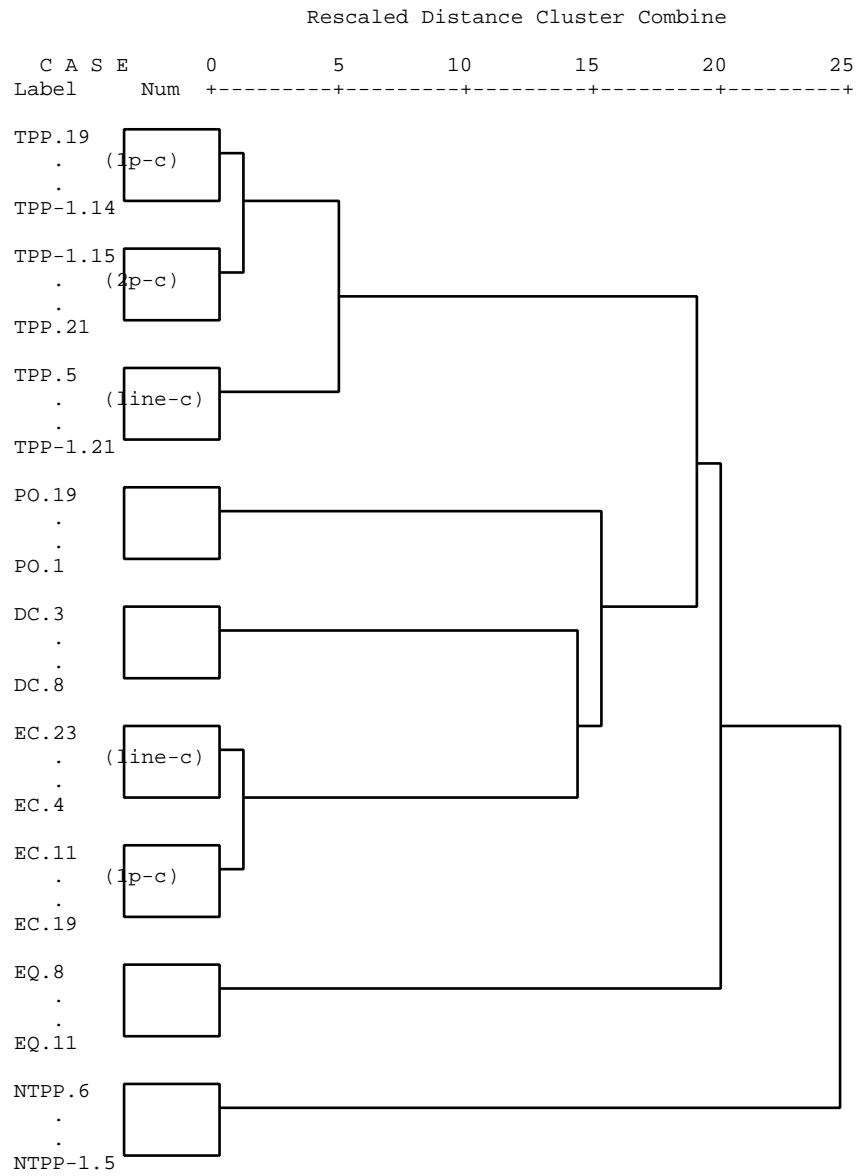 Rescaled Distance Cluster Combine
C A S E 0 5 10 15 20 25
Label Num +---------+---------+---------+---------+---------+
TPP.19
. (1p-c)
.
TPP-1.14
TPP-1.15
. (2p-c)
.
TPP.21
TPP.5
. (line-c)
.
TPP-1.21
PO.19
.
.
PO.1
DC.3
.
.
DC.8
EC.23
. (line-c)
.
EC.4
EC.11
. (1p-c)
.
EC.19
EQ.8
.
.
EQ.11
NTPP.6
.
.
NTPP-1.5